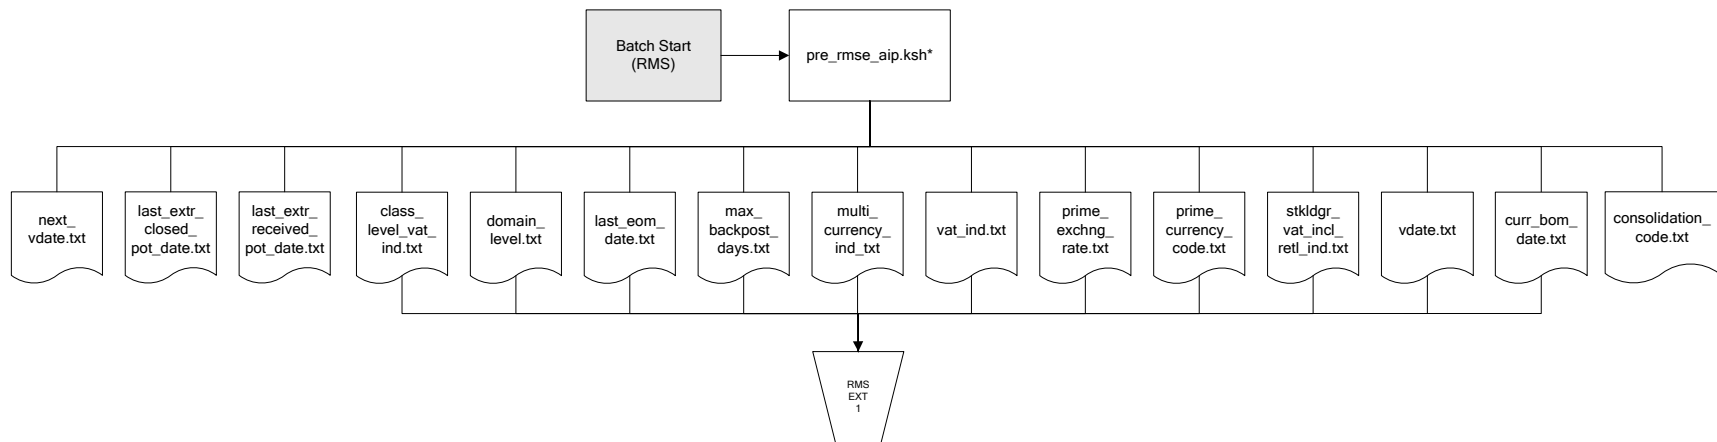 Batch Start
(RMS)
pre_rmse_aip.ksh*
next_
vdate.txt
last_extr_
closed_
pot_date.txt
last_extr_
received_
pot_date.txt
class_
level_vat_
ind.txt
domain_
level.txt
last_eom_
date.txt
max_
backpost_
days.txt
multi_
currency_
ind_txt
vat_ind.txt
prime_
exchng_
rate.txt
prime_
currency_
code.txt
stkldgr_
vat_incl_
retl_ind.txt
vdate.txt
curr_bom_
date.txt
consolidation_
code.txt
RMS
EXT
1